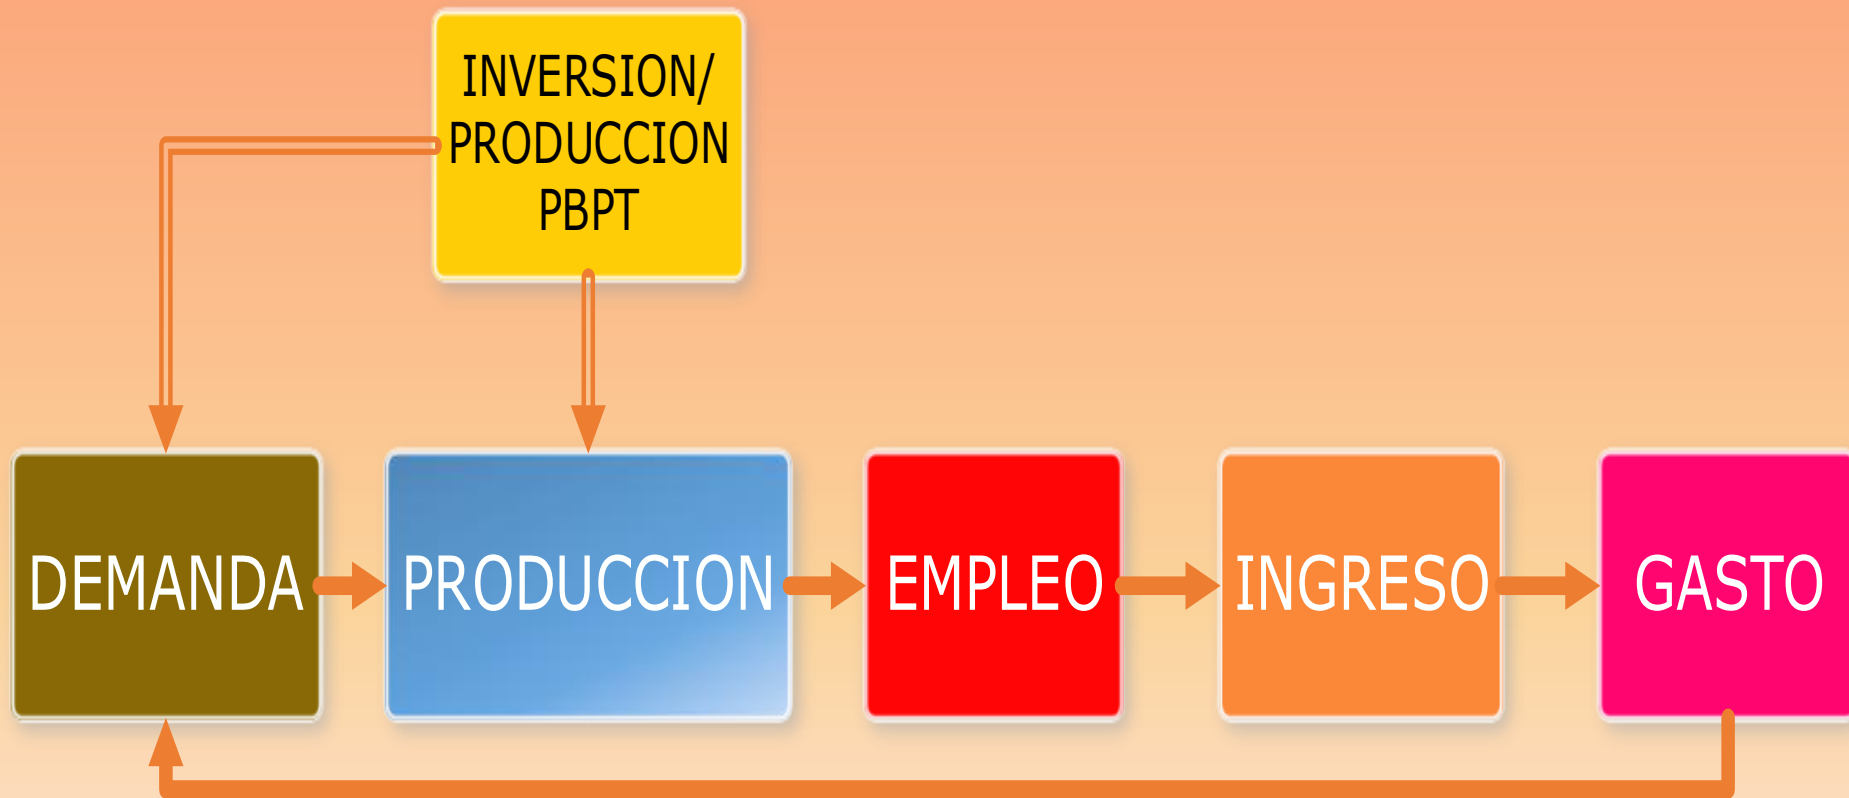 INVERSION/
PRODUCCION
PBPT
DEMANDA
PRODUCCION
EMPLEO
INGRESO
GASTO